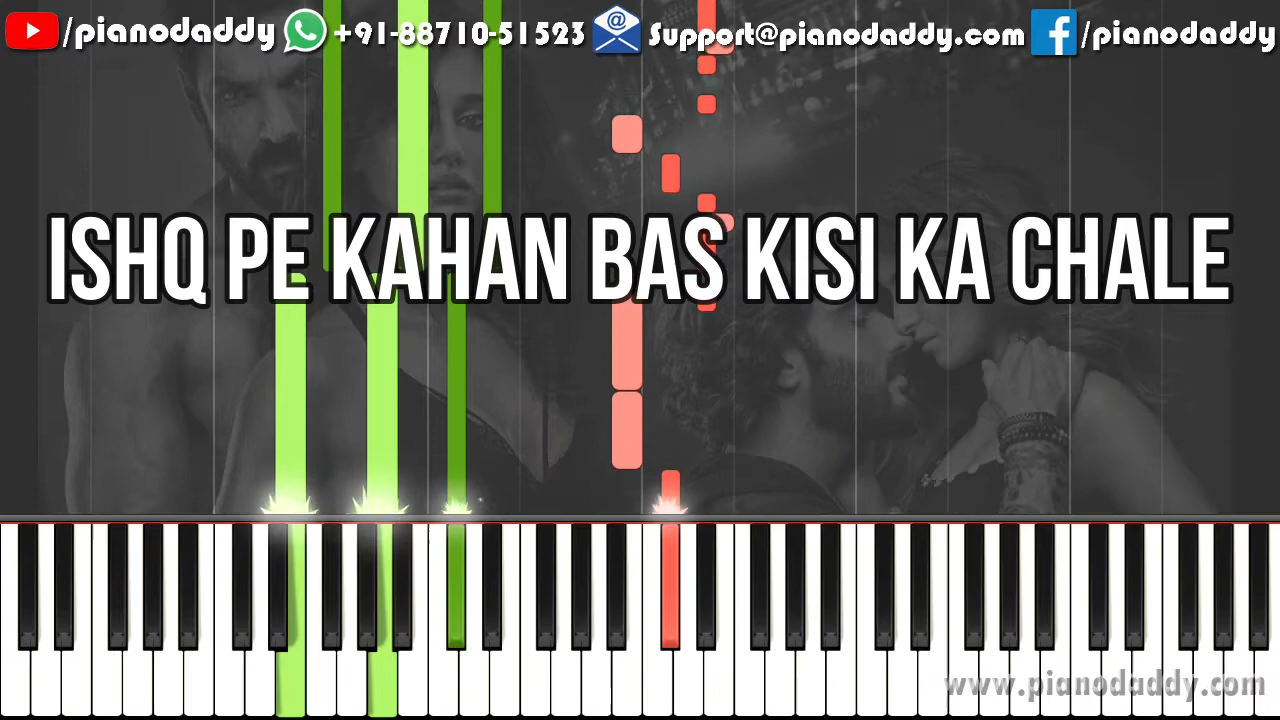 /pianodaddy +91-88710-51523 Support@pianodaddy.com /pianodaddy
ISHQ PE KAHAN BAS KISI KA CHALE
www.pianodaddy.com